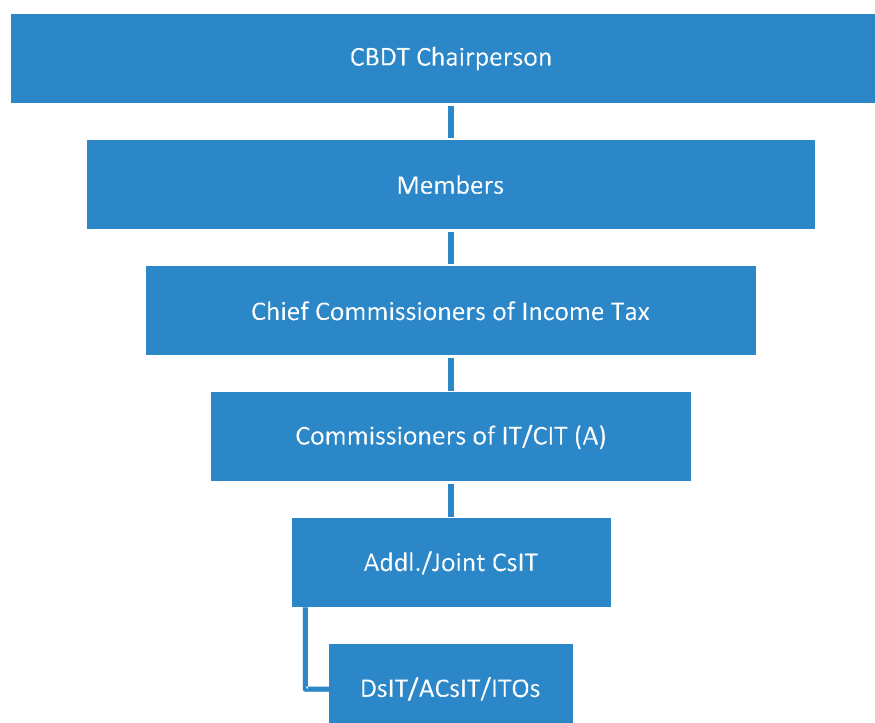 CBDT Chairperson
Members
Chief Commissioners of Income Tax
Commissioners of IT/CIT (A)
Addl./Joint CsIT
DsIT/ACsIT/ITOs